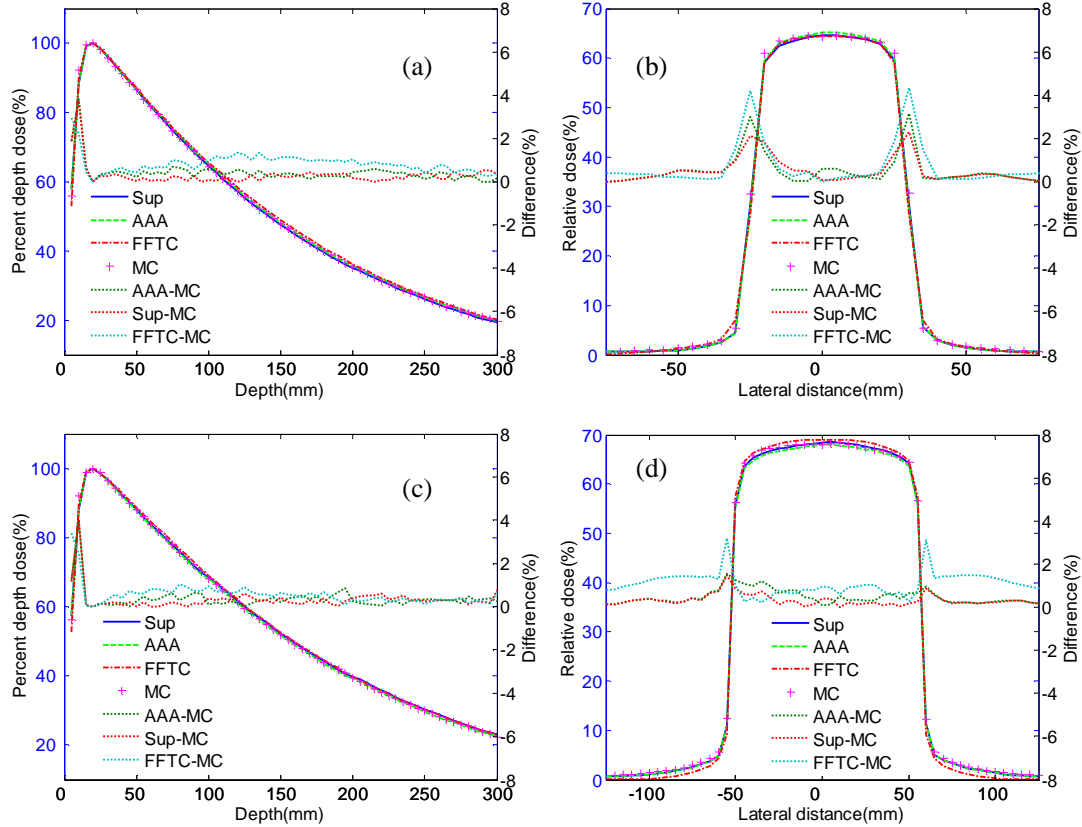 (a)
Percent depth dose(%)
100
80
60
40
20
8
6
4
2
0
-2
-4
-6
-8
Difference(%)
Sup
AAA
FFTC
MC
AAA-MC
Sup-MC
FFTC-MC
0 50 100 150 200 250 300
Depth(mm)
(b)
Relative dose(%)
70
60
50
40
30
20
10
0
8
6
4
2
0
-2
-4
-6
-8
Difference(%)
Sup
AAA
FFTC
MC
AAA-MC
Sup-MC
FFTC-MC
-50 0 50
Lateral distance(mm)
(c)
Percent depth dose(%)
100
80
60
40
20
8
6
4
2
0
-2
-4
-6
-8
Difference(%)
Sup
AAA
FFTC
MC
AAA-MC
Sup-MC
FFTC-MC
0 50 100 150 200 250 300
Depth(mm)
(d)
Relative dose(%)
70
60
50
40
30
20
10
0
8
6
4
2
0
-2
-4
-6
-8
Difference(%)
Sup
AAA
FFTC
MC
AAA-MC
Sup-MC
FFTC-MC
-100 -50 0 50 100
Lateral distance(mm)